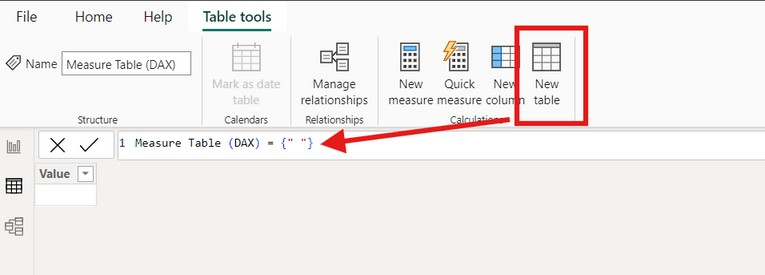 File Home Help Table tools
Name Measure Table (DAX)
Mark as date
table
Manage
relationships
New
measure
Quick
measure
New
column
New
table
Structure Calendars Relationships Calculations
1 Measure Table (DAX) = {" "}
Value